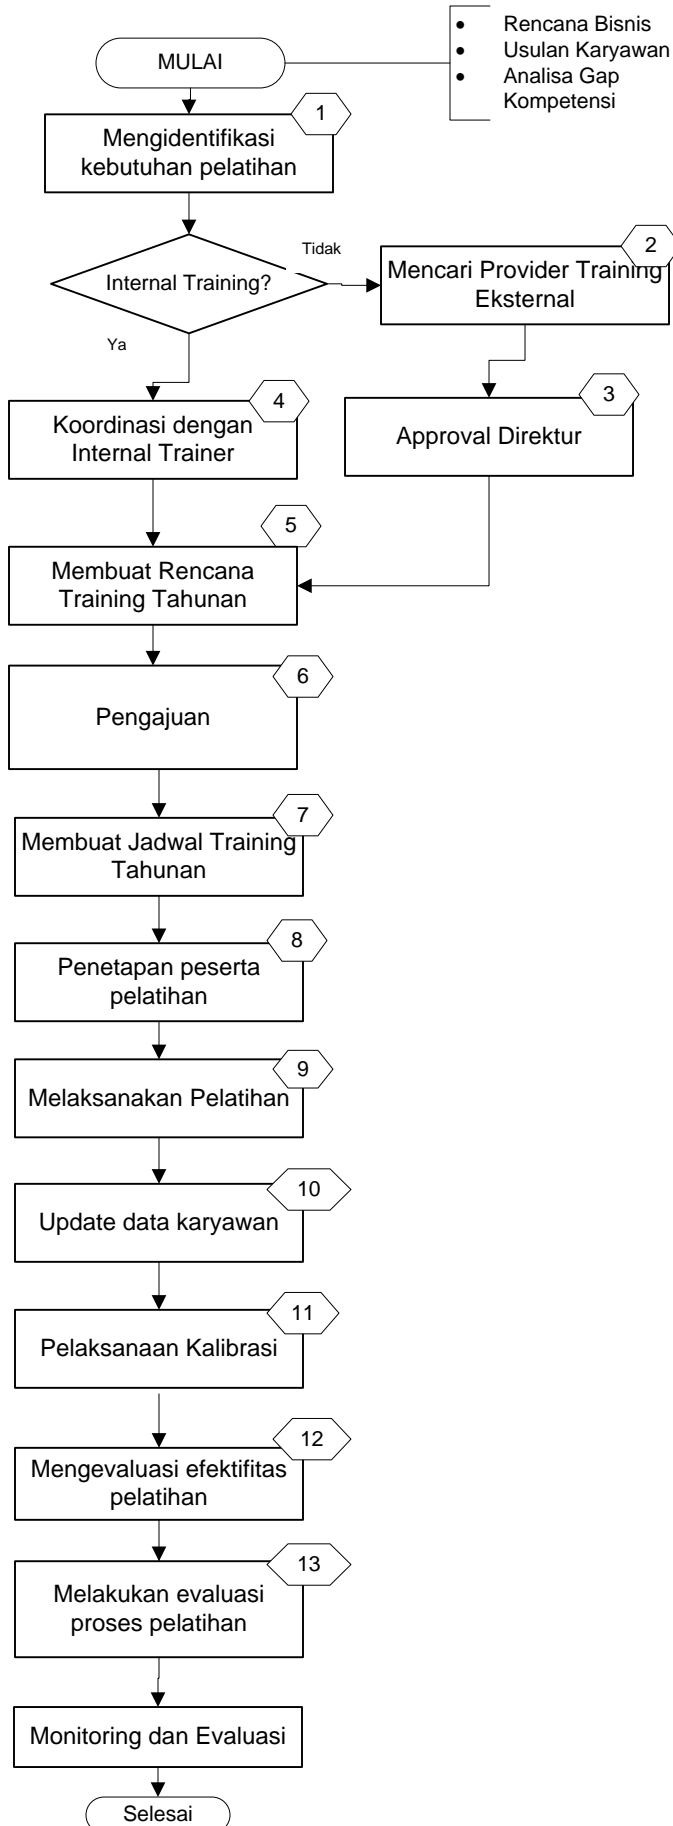 MULAI
• Rencana Bisnis
• Usulan Karyawan
• Analisa Gap
Kompetensi
1
Mengidentifikasi
kebutuhan pelatihan
Internal Training?
Tidak
Ya
2
Mencari Provider Training
Eksternal
3
Approval Direktur
4
Koordinasi dengan
Internal Trainer
5
Membuat Rencana
Training Tahunan
6
Pengajuan
7
Membuat Jadwal Training
Tahunan
8
Penetapan peserta
pelatihan
9
Melaksanakan Pelatihan
10
Update data karyawan
11
Pelaksanaan Kalibrasi
12
Mengevaluasi efektifitas
pelatihan
13
Melakukan evaluasi
proses pelatihan
Monitoring dan Evaluasi
Selesai